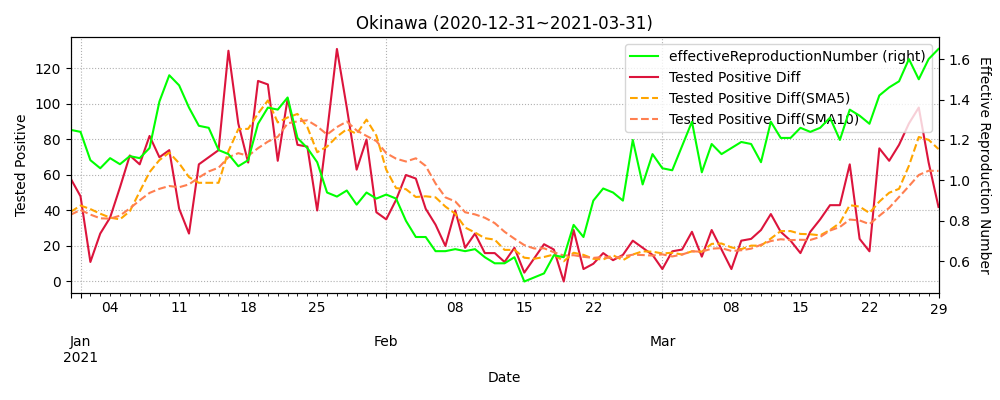 Okinawa (2020-12-31~2021-03-31)
effectiveReproductionNumber (right)
Tested Positive Diff
Tested Positive Diff(SMA5)
Tested Positive Diff(SMA10)
Tested Positive
120
100
80
60
40
20
0
1.6
1.4
1.2
1.0
0.8
0.6
Effective Reproduction Number
04 11 18 25 08 15 22 08 15 22 29
Jan Feb Mar
2021
Date